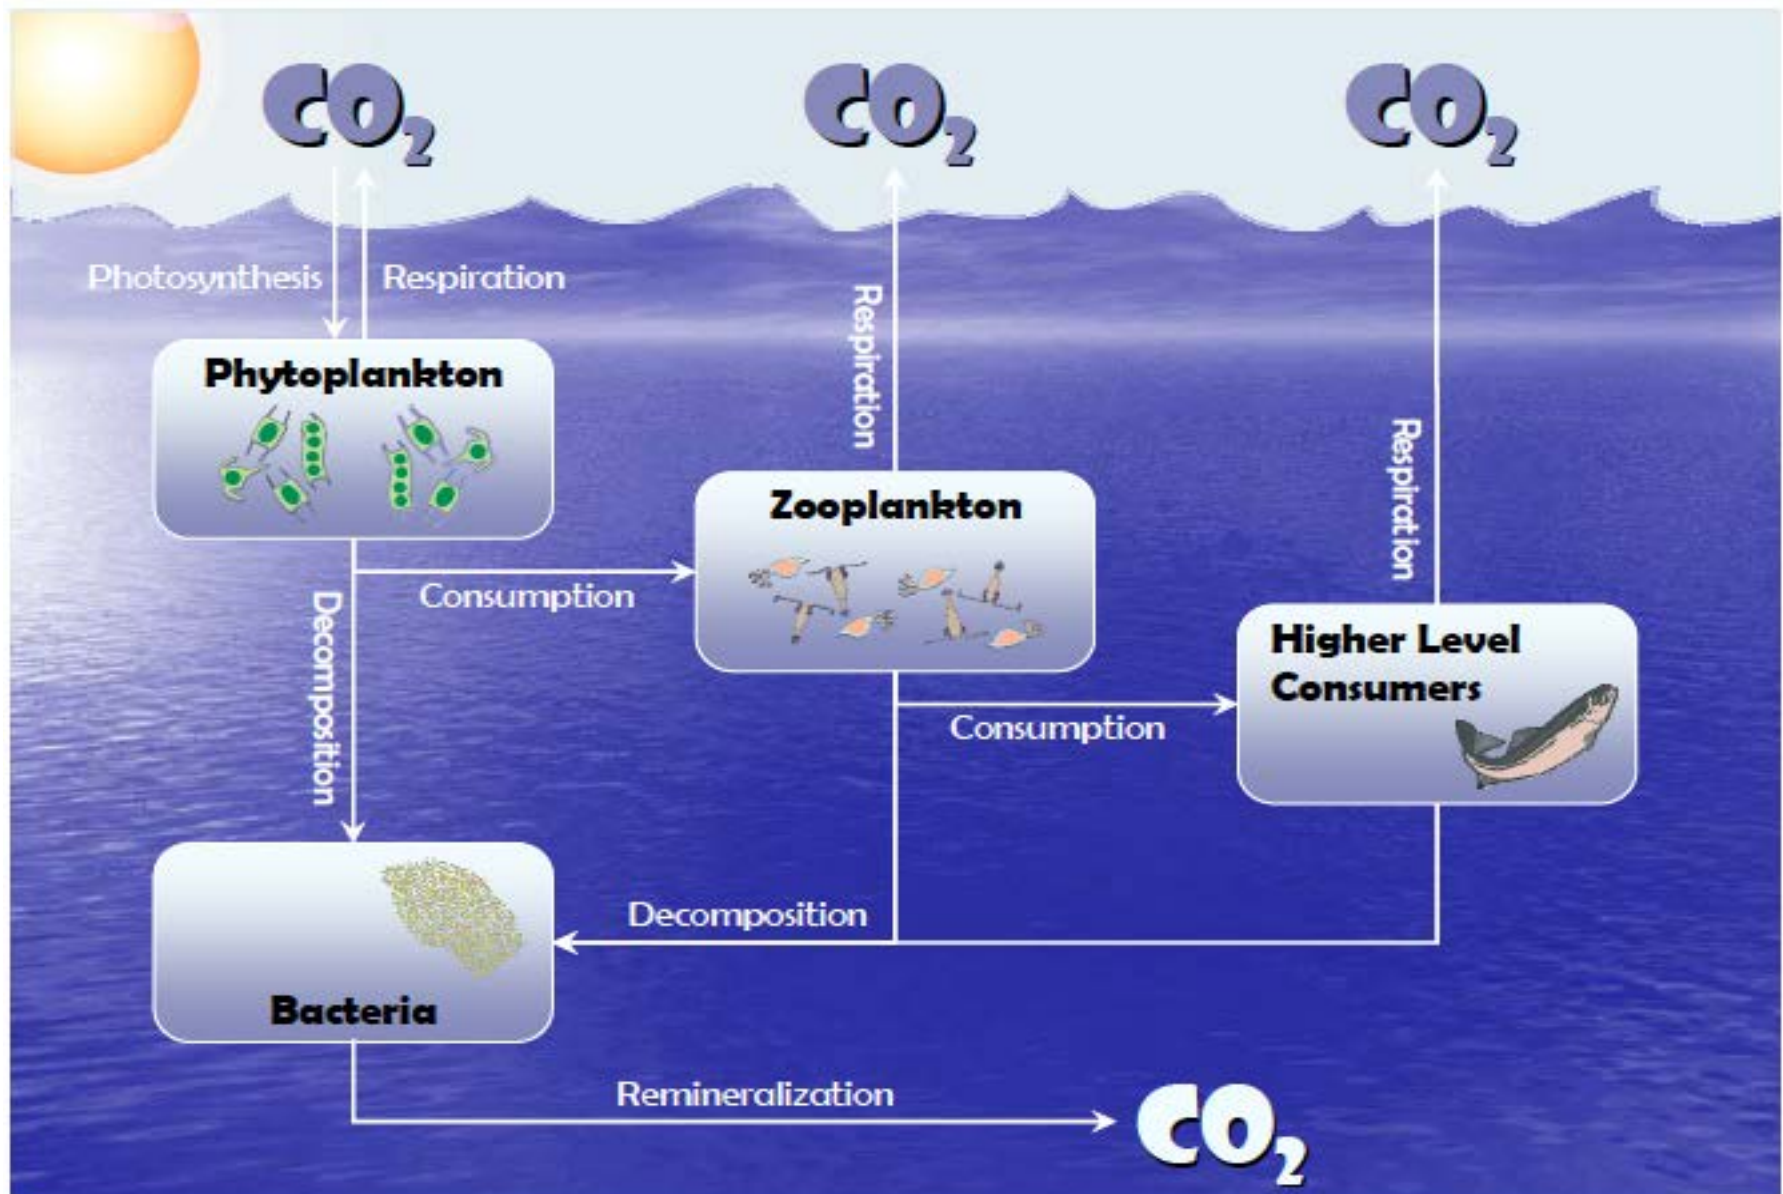 CO₂
CO₂
CO₂
Photosynthesis
Respiration
Respiration
Respiration
Phytoplankton
Zooplankton
Consumption
Decomposition
Higher Level
Consumers
Consumption
Decomposition
Bacteria
Remineralization
CO₂